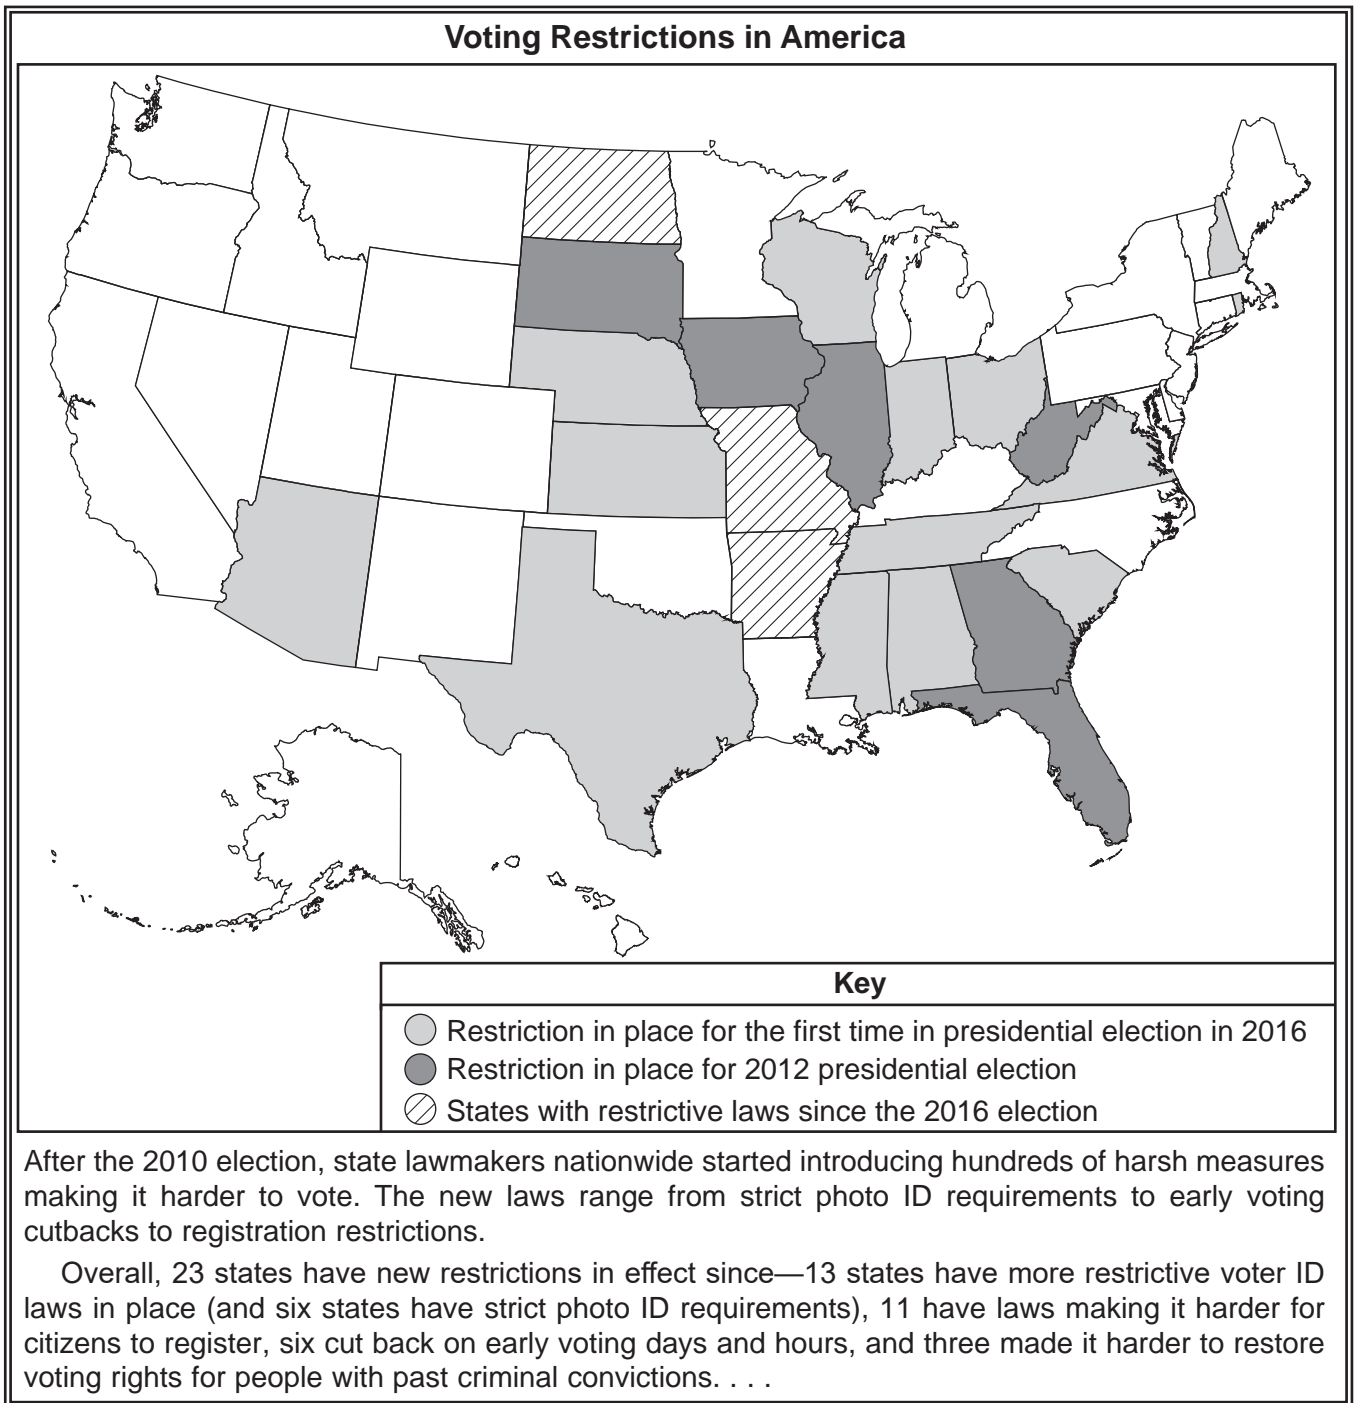 Voting Restrictions in America
Key
Restriction in place for the first time in presidential election in 2016
Restriction in place for 2012 presidential election
States with restrictive laws since the 2016 election
After the 2010 election, state lawmakers nationwide started introducing hundreds of harsh measures
making it harder to vote. The new laws range from strict photo ID requirements to early voting
cutbacks to registration restrictions.
Overall, 23 states have new restrictions in effect since—13 states have more restrictive voter ID
laws in place (and six states have strict photo ID requirements), 11 have laws making it harder for
citizens to register, six cut back on early voting days and hours, and three made it harder to restore
voting rights for people with past criminal convictions. . . .